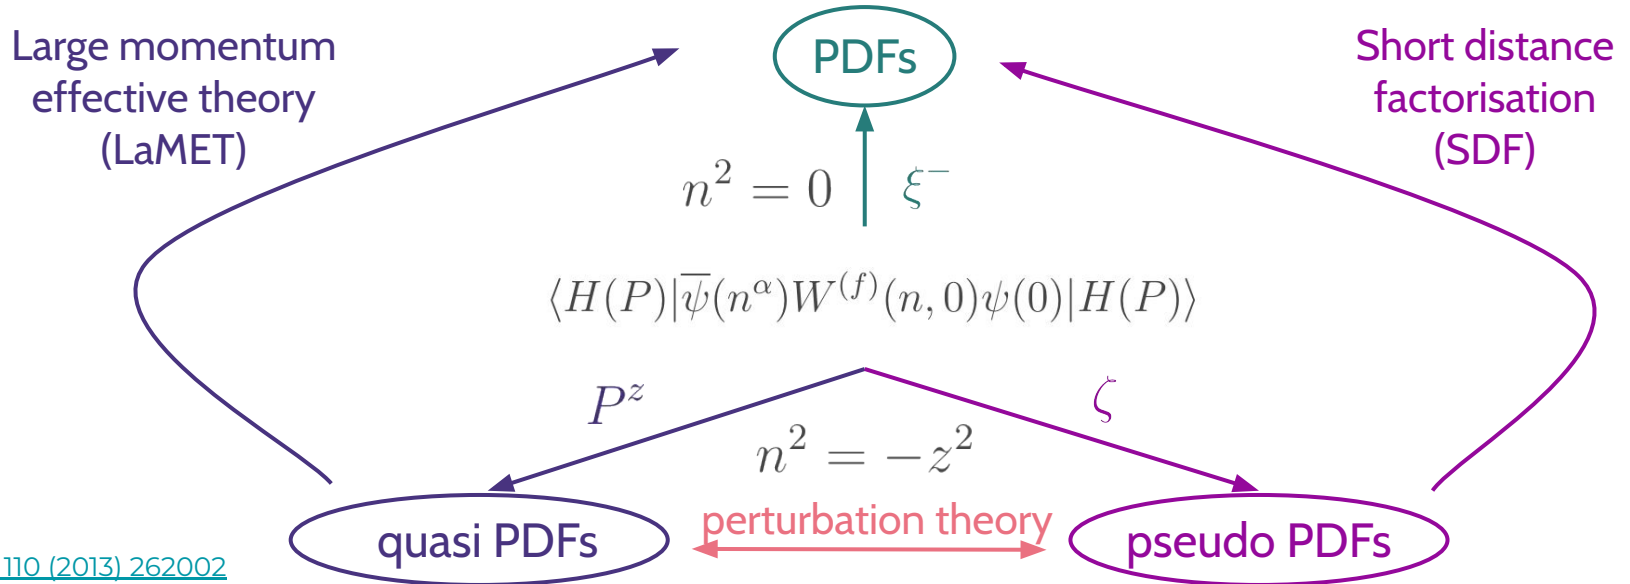 Large momentum
effective theory
(LaMET)
PDFs
Short distance
factorisation
(SDF)
n² = 0
ξ⁻
⟨H(P)|ψ̅(n^α)W^(f)(n, 0)ψ(0)|H(P)⟩
P^z
ζ
n² = −z²
perturbation theory
quasi PDFs
pseudo PDFs
110 (2013) 262002